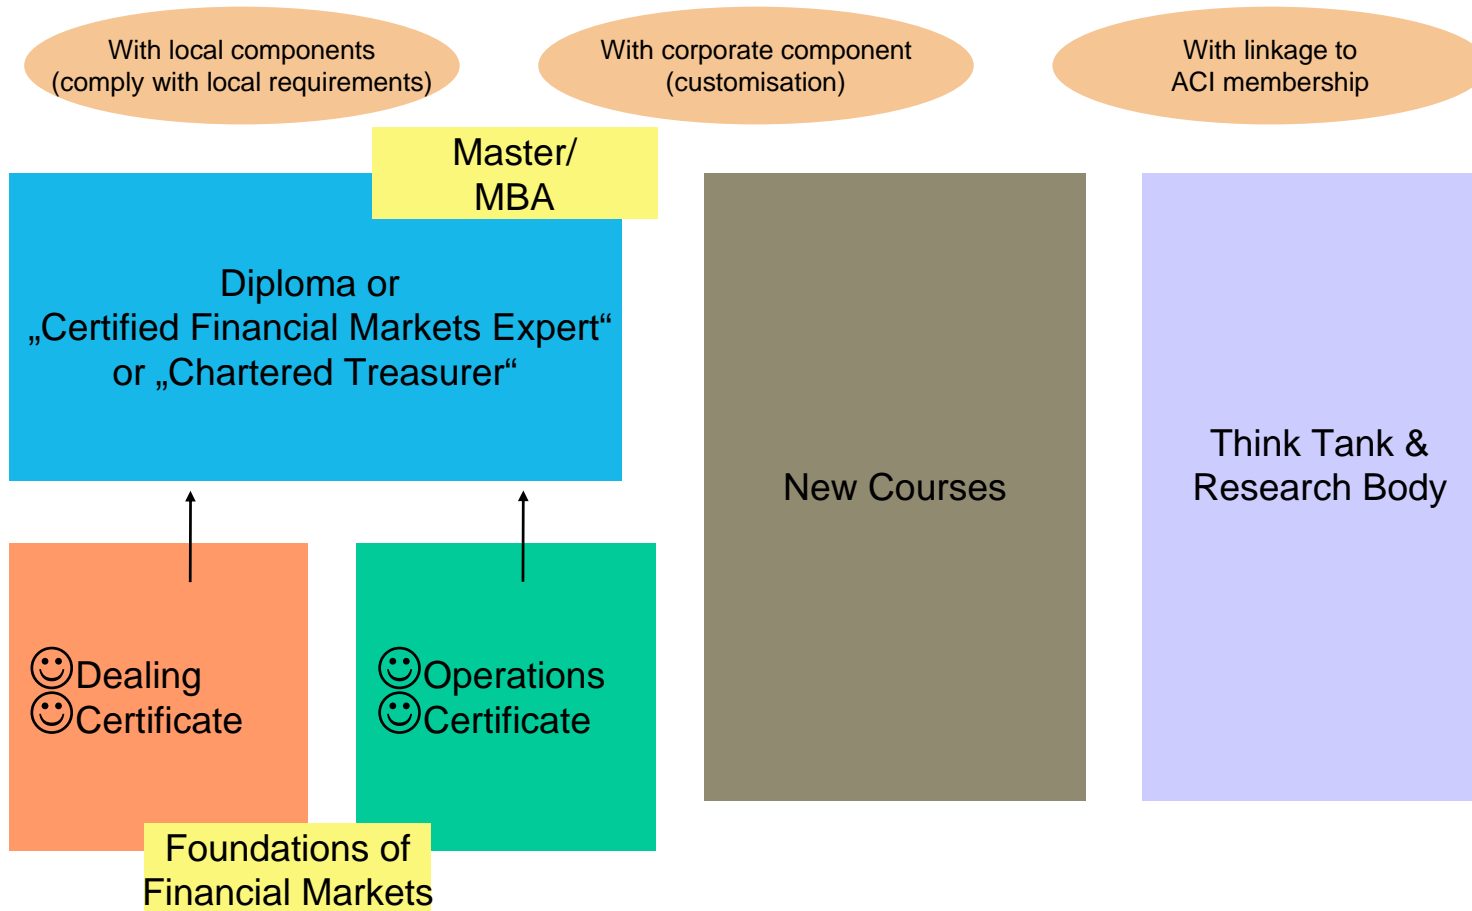 With local components
(comply with local requirements)
With corporate component
(customisation)
With linkage to
ACI membership
Master/
MBA
Diploma or
„Certified Financial Markets Expert“
or „Chartered Treasurer“
New Courses
Think Tank &
Research Body
Dealing
Certificate
Operations
Certificate
Foundations of
Financial Markets